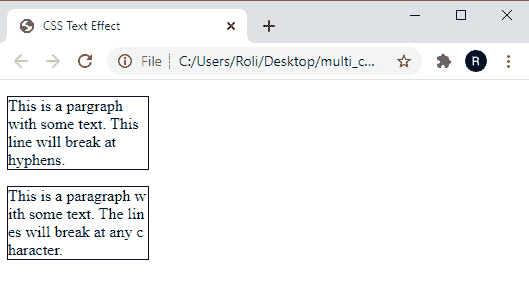 CSS Text Effect
File
C:/Users/Roli/Desktop/multi_c...
R
This is a pargraph
with some text. This
line will break at
hyphens.
This is a paragraph w
ith some text. The lin
es will break at any c
haracter.